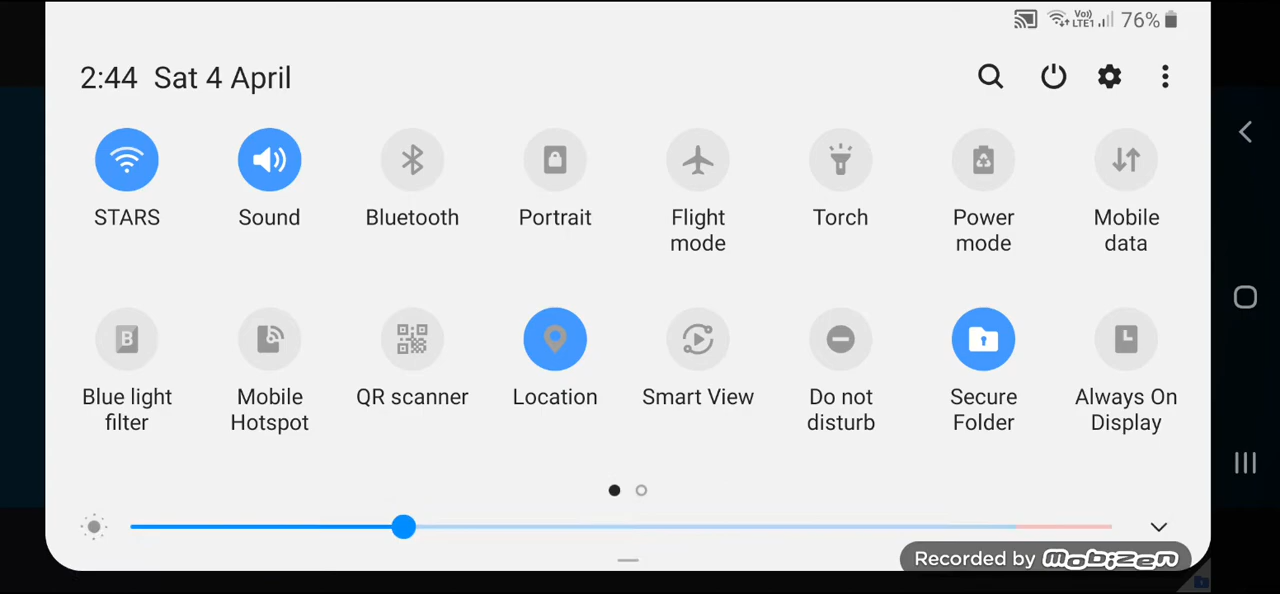 Vo)) LTE1 76%
2:44 Sat 4 April
STARS Sound Bluetooth Portrait Flight mode Torch Power mode Mobile data
B
Blue light filter Mobile Hotspot QR scanner Location Smart View Do not disturb Secure Folder Always On Display
Recorded by mobizen